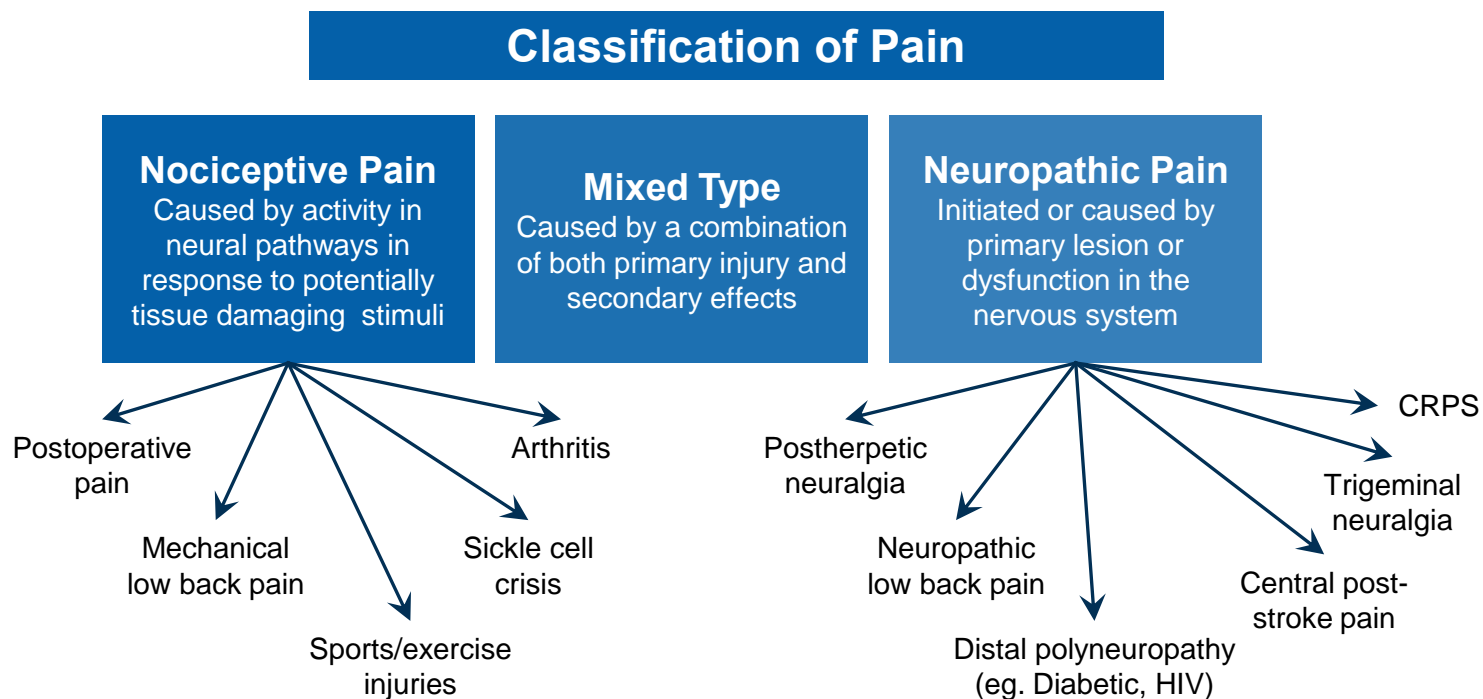 Classification of Pain
Nociceptive Pain
Caused by activity in
neural pathways in
response to potentially
tissue damaging  stimuli
Mixed Type
Caused by a combination
of both primary injury and
secondary effects
Neuropathic Pain
Initiated or caused by
primary lesion or
dysfunction in the
nervous system
Postoperative
pain
Mechanical
low back pain
Sports/exercise
injuries
Sickle cell
crisis
Arthritis
Postherpetic
neuralgia
Neuropathic
low back pain
Distal polyneuropathy
(eg. Diabetic, HIV)
Central post-
stroke pain
Trigeminal
neuralgia
CRPS